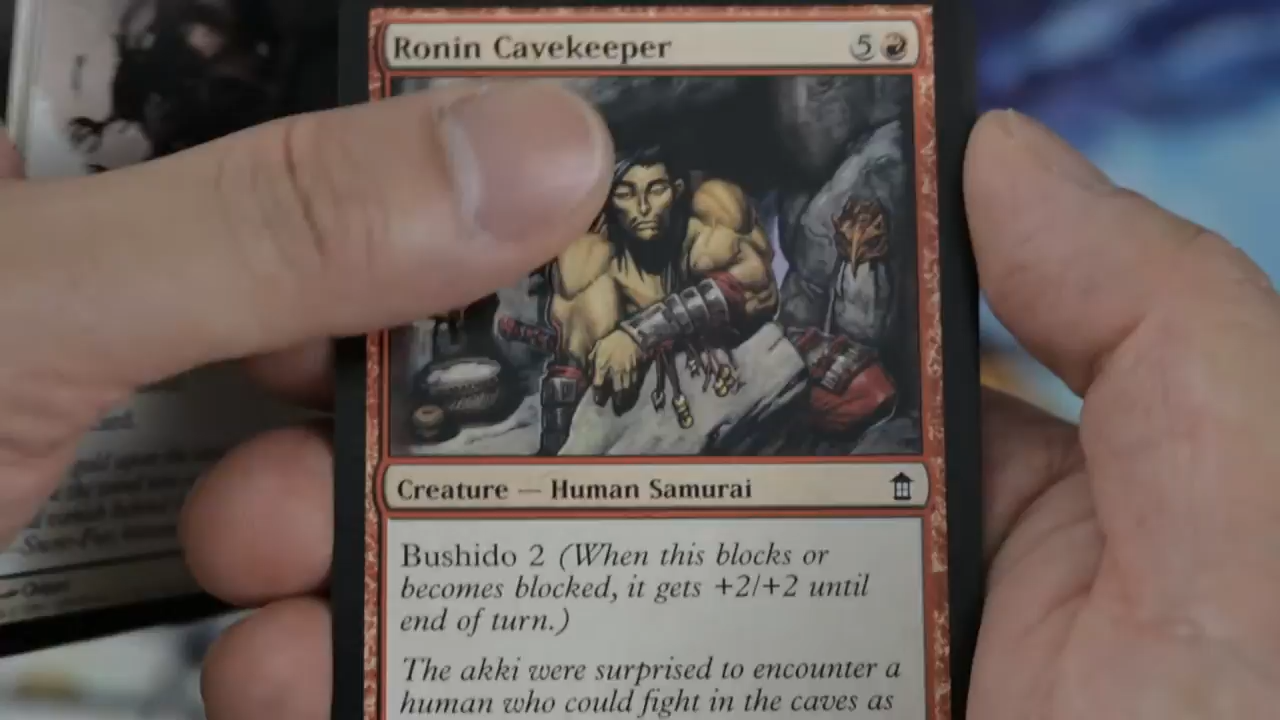 Ronin Cavekeeper 5
Creature — Human Samurai
Bushido 2 (When this blocks or
becomes blocked, it gets +2/+2 until
end of turn.)
The akki were surprised to encounter a
human who could fight in the caves as